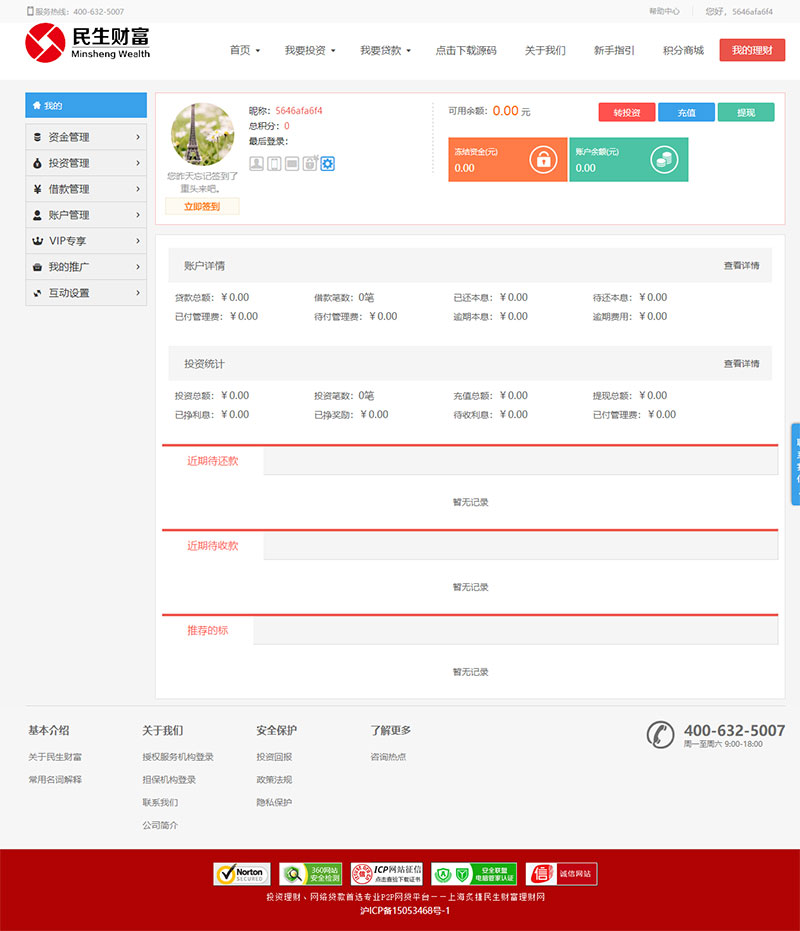 服务热线：400-632-5007
帮助中心
您好，5646afa6f4
民生财富
Minsheng Wealth
首页 我要投资 我要贷款 点击下载源码 关于我们 新手指引 积分商城 我的理财
我的
资金管理
投资管理
借款管理
账户管理
VIP专享
我的推广
互动设置
您昨天忘记签到了
重头来吧。
立即签到
昵称：5646afa6f4
总积分：0
最后登录：
可用余额：0.00 元
转投资 充值 提现
冻结资金(元)
0.00
账户余额(元)
0.00
账户详情 查看详情
贷款总额：￥0.00 借款笔数：0笔 已还本息：￥0.00 待还本息：￥0.00
已付管理费：￥0.00 待付管理费：￥0.00 逾期本息：￥0.00 逾期费用：￥0.00
投资统计 查看详情
投资总额：￥0.00 投资笔数：0笔 充值总额：￥0.00 提现总额：￥0.00
已挣利息：￥0.00 已挣奖励：￥0.00 待收利息：￥0.00 已付管理费：￥0.00
近期待还款
暂无记录
近期待收款
暂无记录
推荐的标
暂无记录
基本介绍
关于民生财富
常用名词解释
关于我们
授权服务机构登录
担保机构登录
联系我们
公司简介
安全保护
投资回报
政策法规
隐私保护
了解更多
咨询热点
400-632-5007
周一至周六 9:00-18:00
Norton
SECURED
360网站
安全检测
ICP网站征信
点击查验下载证书
安全联盟
电脑管家认证
信
诚信网站
投资理财、网络贷款首选专业P2P网贷平台－－上海炙锋民生财富理财网
沪ICP备15053468号-1